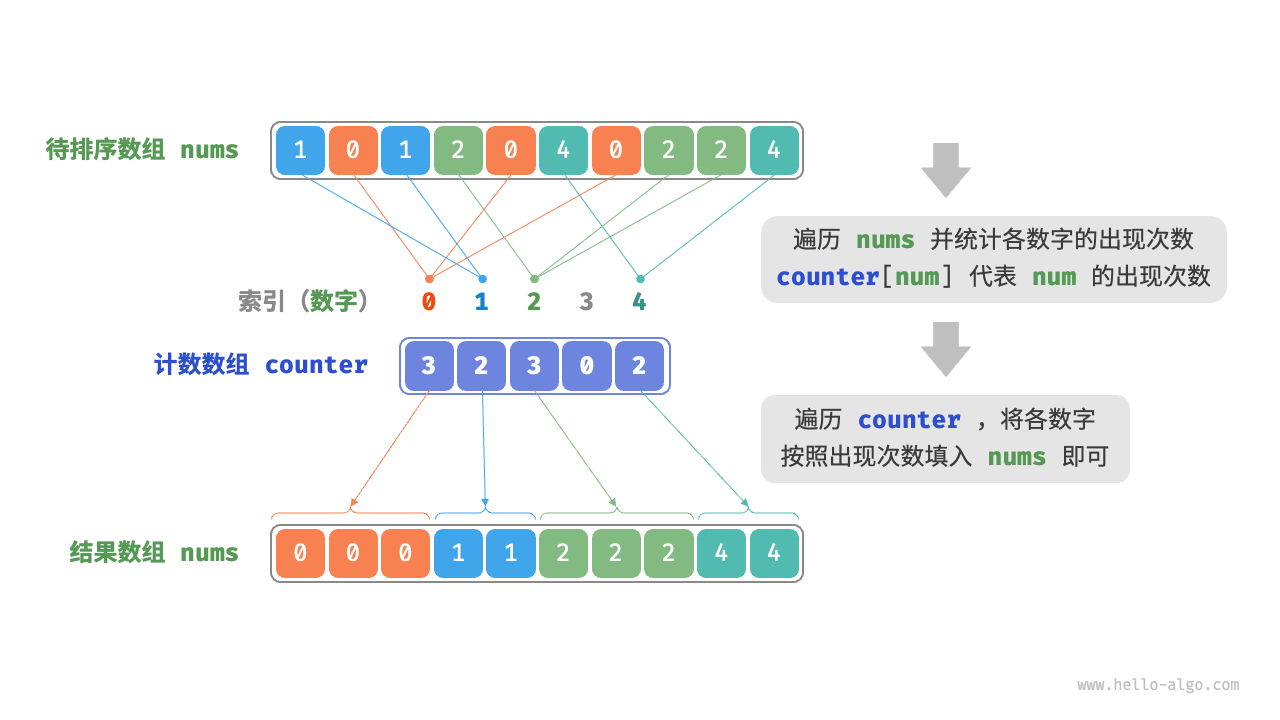 待排序数组 nums
1 0 1 2 0 4 0 2 2 4
遍历 nums 并统计各数字的出现次数
counter[num] 代表 num 的出现次数
索引（数字）
0 1 2 3 4
计数数组 counter
3 2 3 0 2
遍历 counter ，将各数字
按照出现次数填入 nums 即可
结果数组 nums
0 0 0 1 1 2 2 2 4 4
www.hello-algo.com